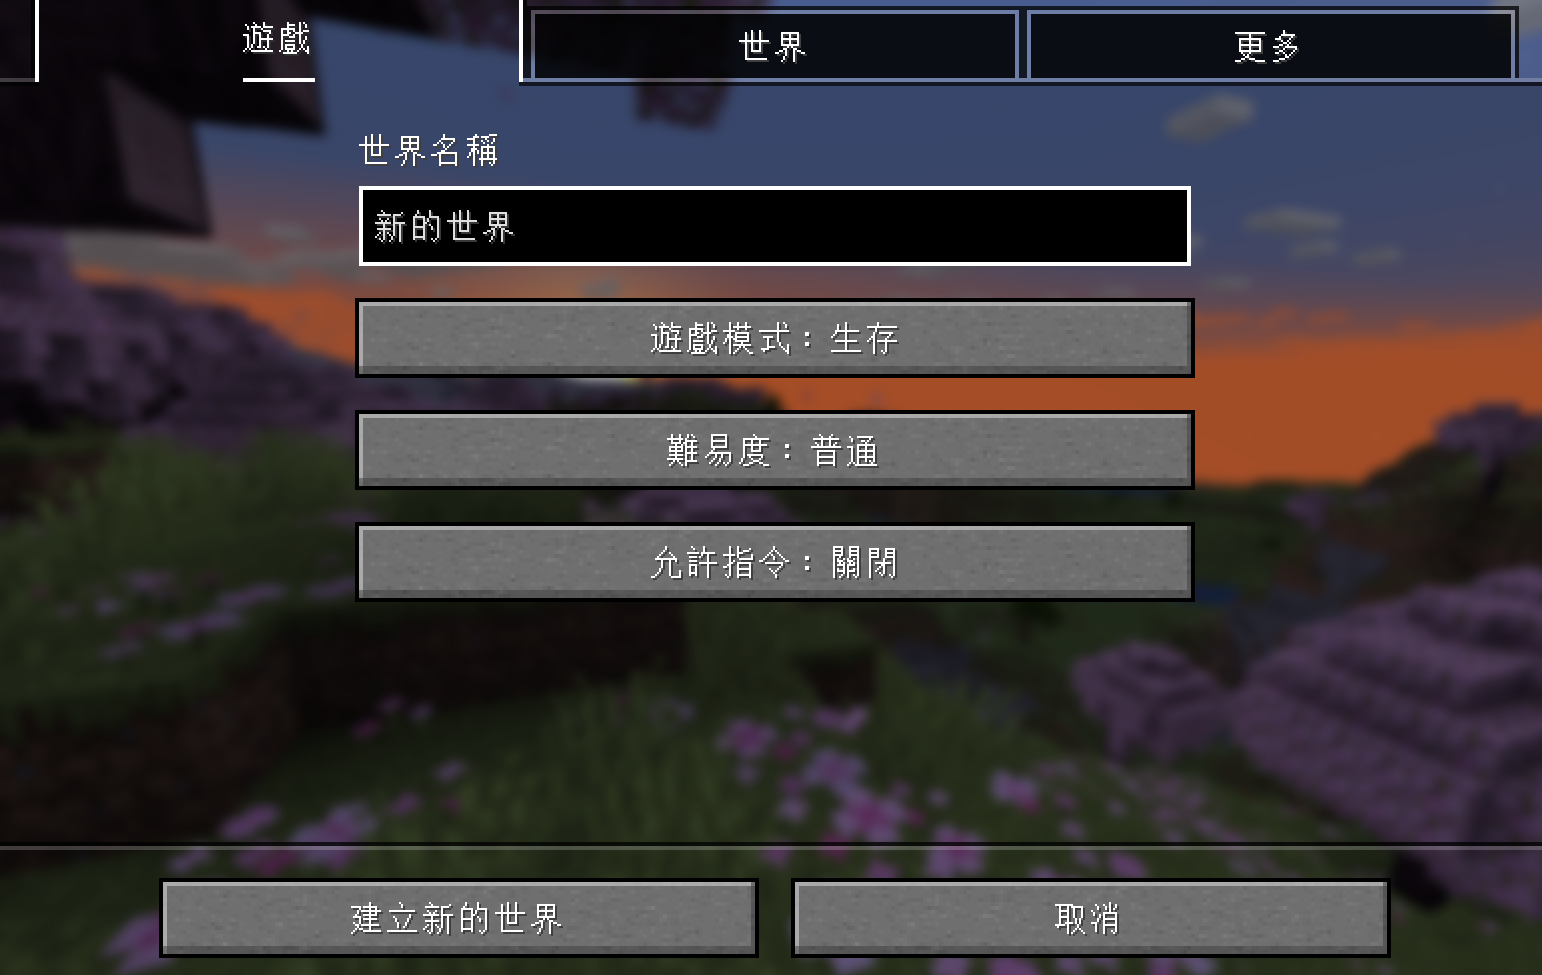 遊戲
世界
更多
世界名稱
新的世界
遊戲模式：生存
難易度：普通
允許指令：關閉
建立新的世界
取消